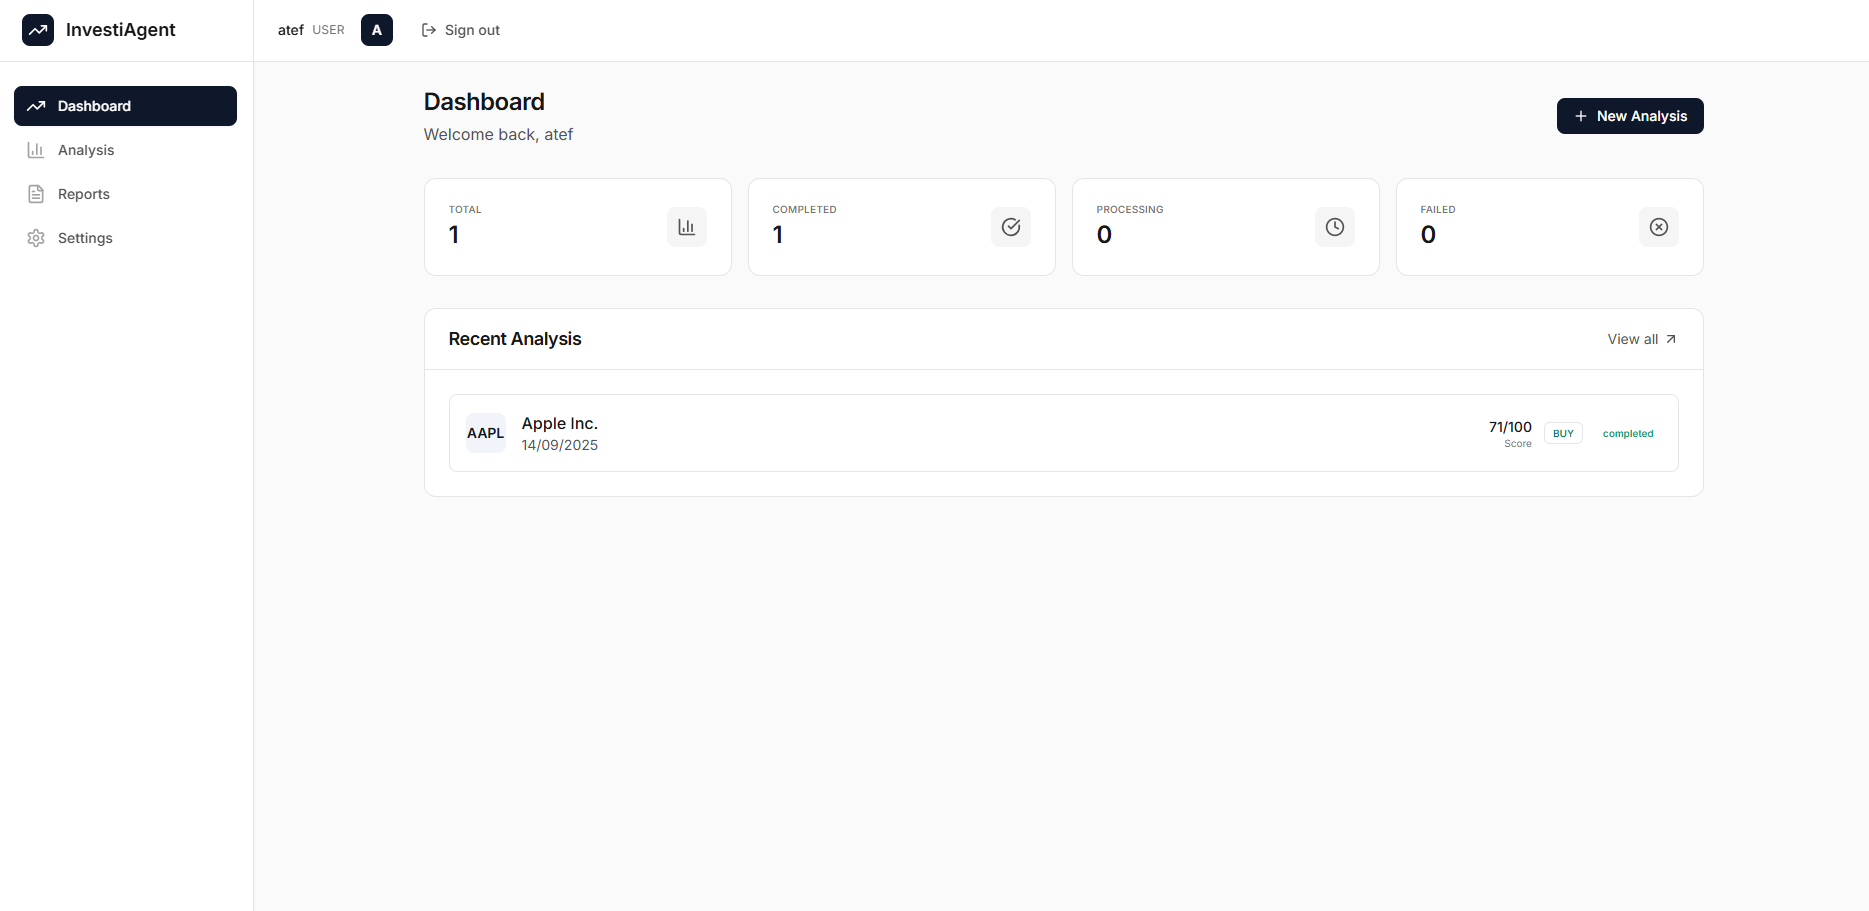 InvestiAgent
atef USER A Sign out
Dashboard
Analysis
Reports
Settings
Dashboard
Welcome back, atef
New Analysis
TOTAL
1
COMPLETED
1
PROCESSING
0
FAILED
0
Recent Analysis
View all
AAPL
Apple Inc.
14/09/2025
71/100
Score
BUY
completed